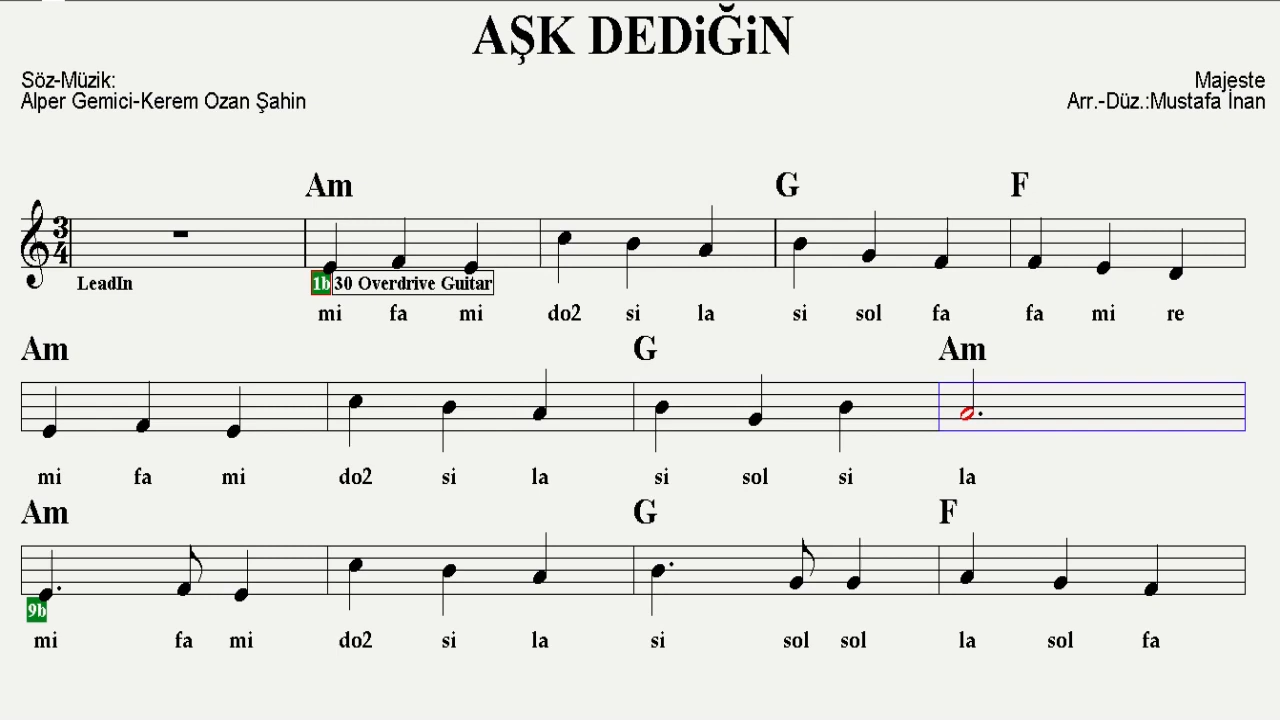 AŞK DEDiĞiN
Söz-Müzik:
Alper Gemici-Kerem Ozan Şahin
Majeste
Arr.-Düz.:Mustafa İnan
Am G F
3
4
LeadIn
1b 30 Overdrive Guitar
mi fa mi do2 si la si sol fa fa mi re
Am G Am
mi fa mi do2 si la si sol si la
Am G F
9b
mi fa mi do2 si la si sol sol la sol fa